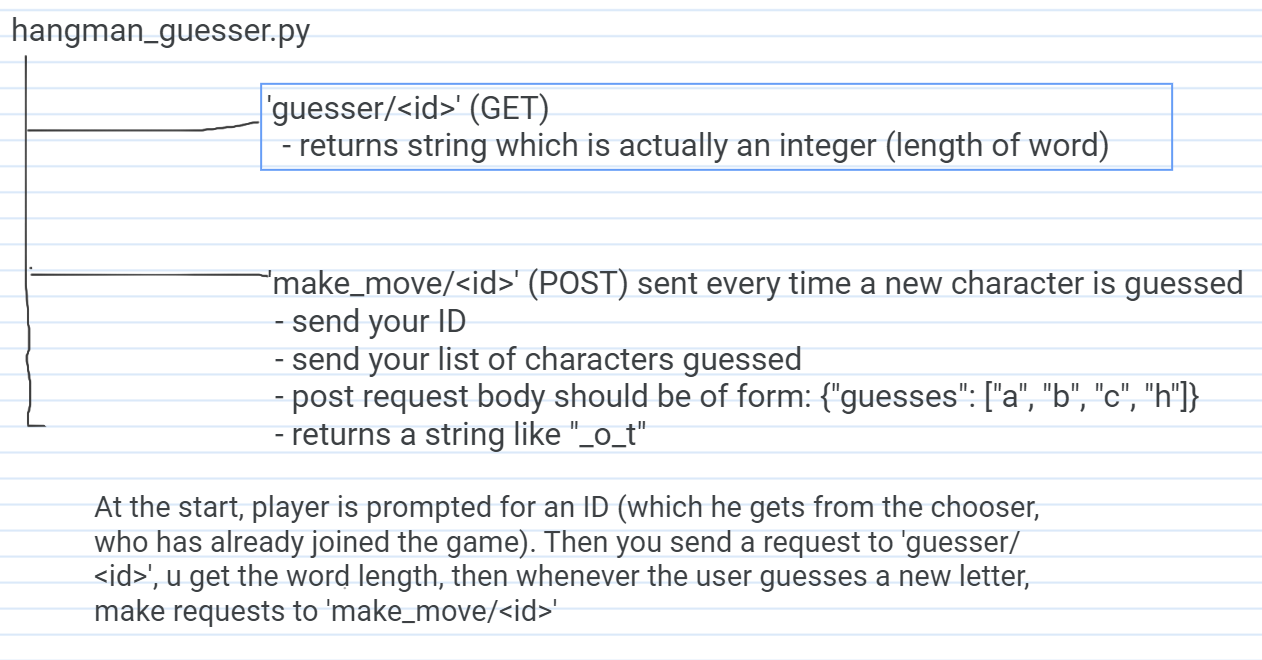 hangman_guesser.py
'guesser/<id>' (GET)
- returns string which is actually an integer (length of word)
'make_move/<id>' (POST) sent every time a new character is guessed
- send your ID
- send your list of characters guessed
- post request body should be of form: {"guesses": ["a", "b", "c", "h"]}
- returns a string like "_o_t"
At the start, player is prompted for an ID (which he gets from the chooser,
who has already joined the game). Then you send a request to 'guesser/
<id>', u get the word length, then whenever the user guesses a new letter,
make requests to 'make_move/<id>'